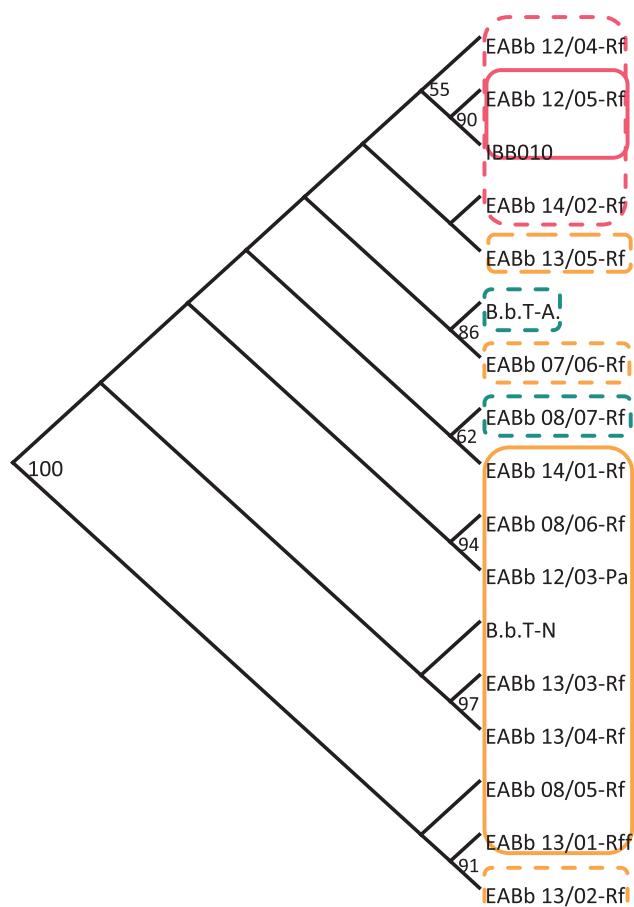 EABb 12/04-Rf
55
EABb 12/05-Rf
90
IBB010
EABb 14/02-Rf
EABb 13/05-Rf
B.b.T-A.
86
EABb 07/06-Rf
EABb 08/07-Rf
62
100
EABb 14/01-Rf
EABb 08/06-Rf
94
EABb 12/03-Pa
B.b.T-N
EABb 13/03-Rf
97
EABb 13/04-Rf
EABb 08/05-Rf
EABb 13/01-Rff
91
EABb 13/02-Rf